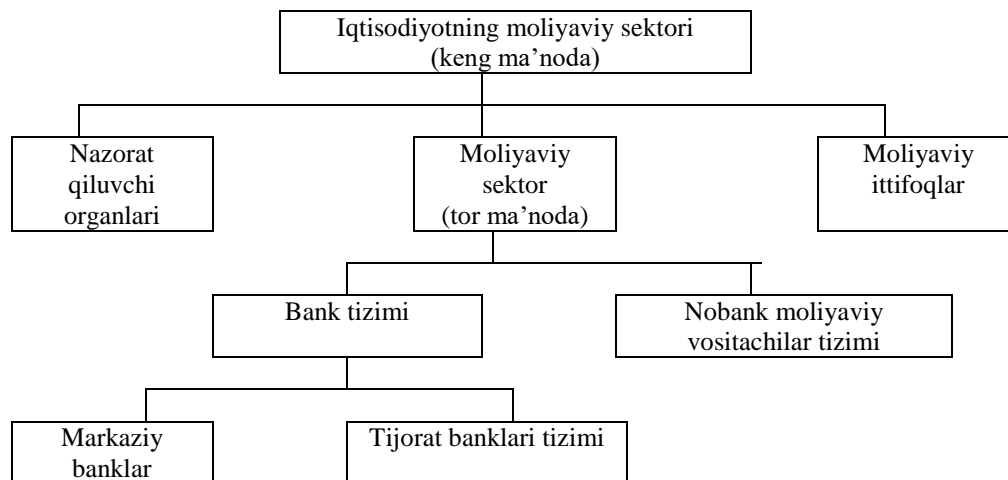 Iqtisodiyotning moliyaviy sektori
(keng ma’noda)
Nazorat
qiluvchi
organlari
Moliyaviy
sektor
(tor ma’noda)
Moliyaviy
ittifoqlar
Bank tizimi
Nobank moliyaviy
vositachilar tizimi
Markaziy
banklar
Tijorat banklari tizimi